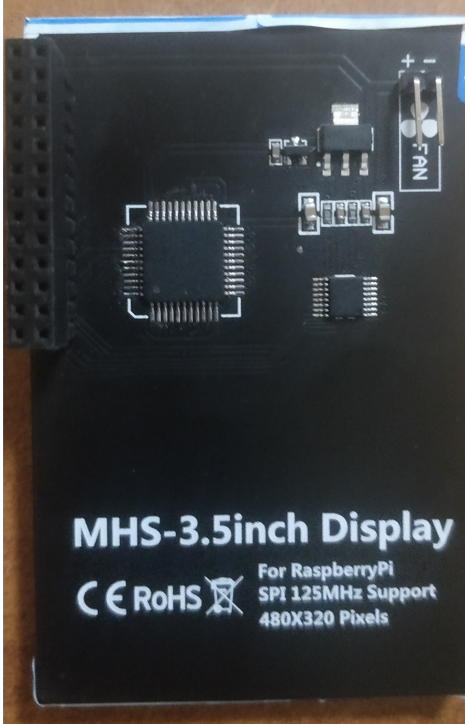 + -
FAN
MHS-3.5inch Display
CE RoHS
For RaspberryPi
SPI 125MHz Support
480X320 Pixels